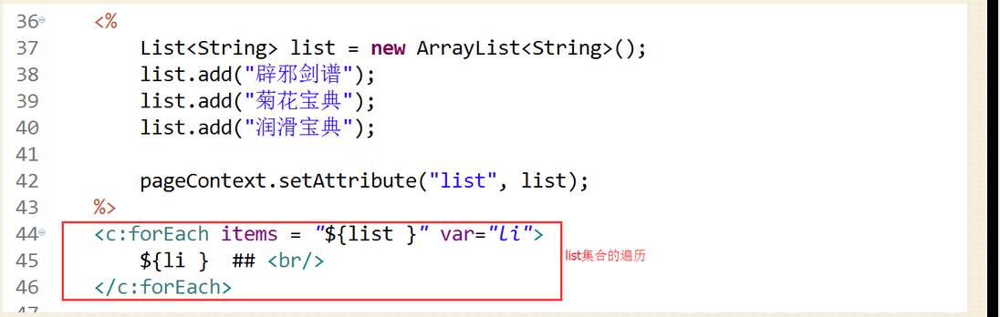 36 <%
37 List<String> list = new ArrayList<String>();
38 list.add("辟邪剑谱");
39 list.add("菊花宝典");
40 list.add("润滑宝典");
41
42 pageContext.setAttribute("list", list);
43 %>
44 <c:forEach items = "${list }" var="li">
45 ${li }  ## <br/>
list集合的遍历
46 </c:forEach>
47